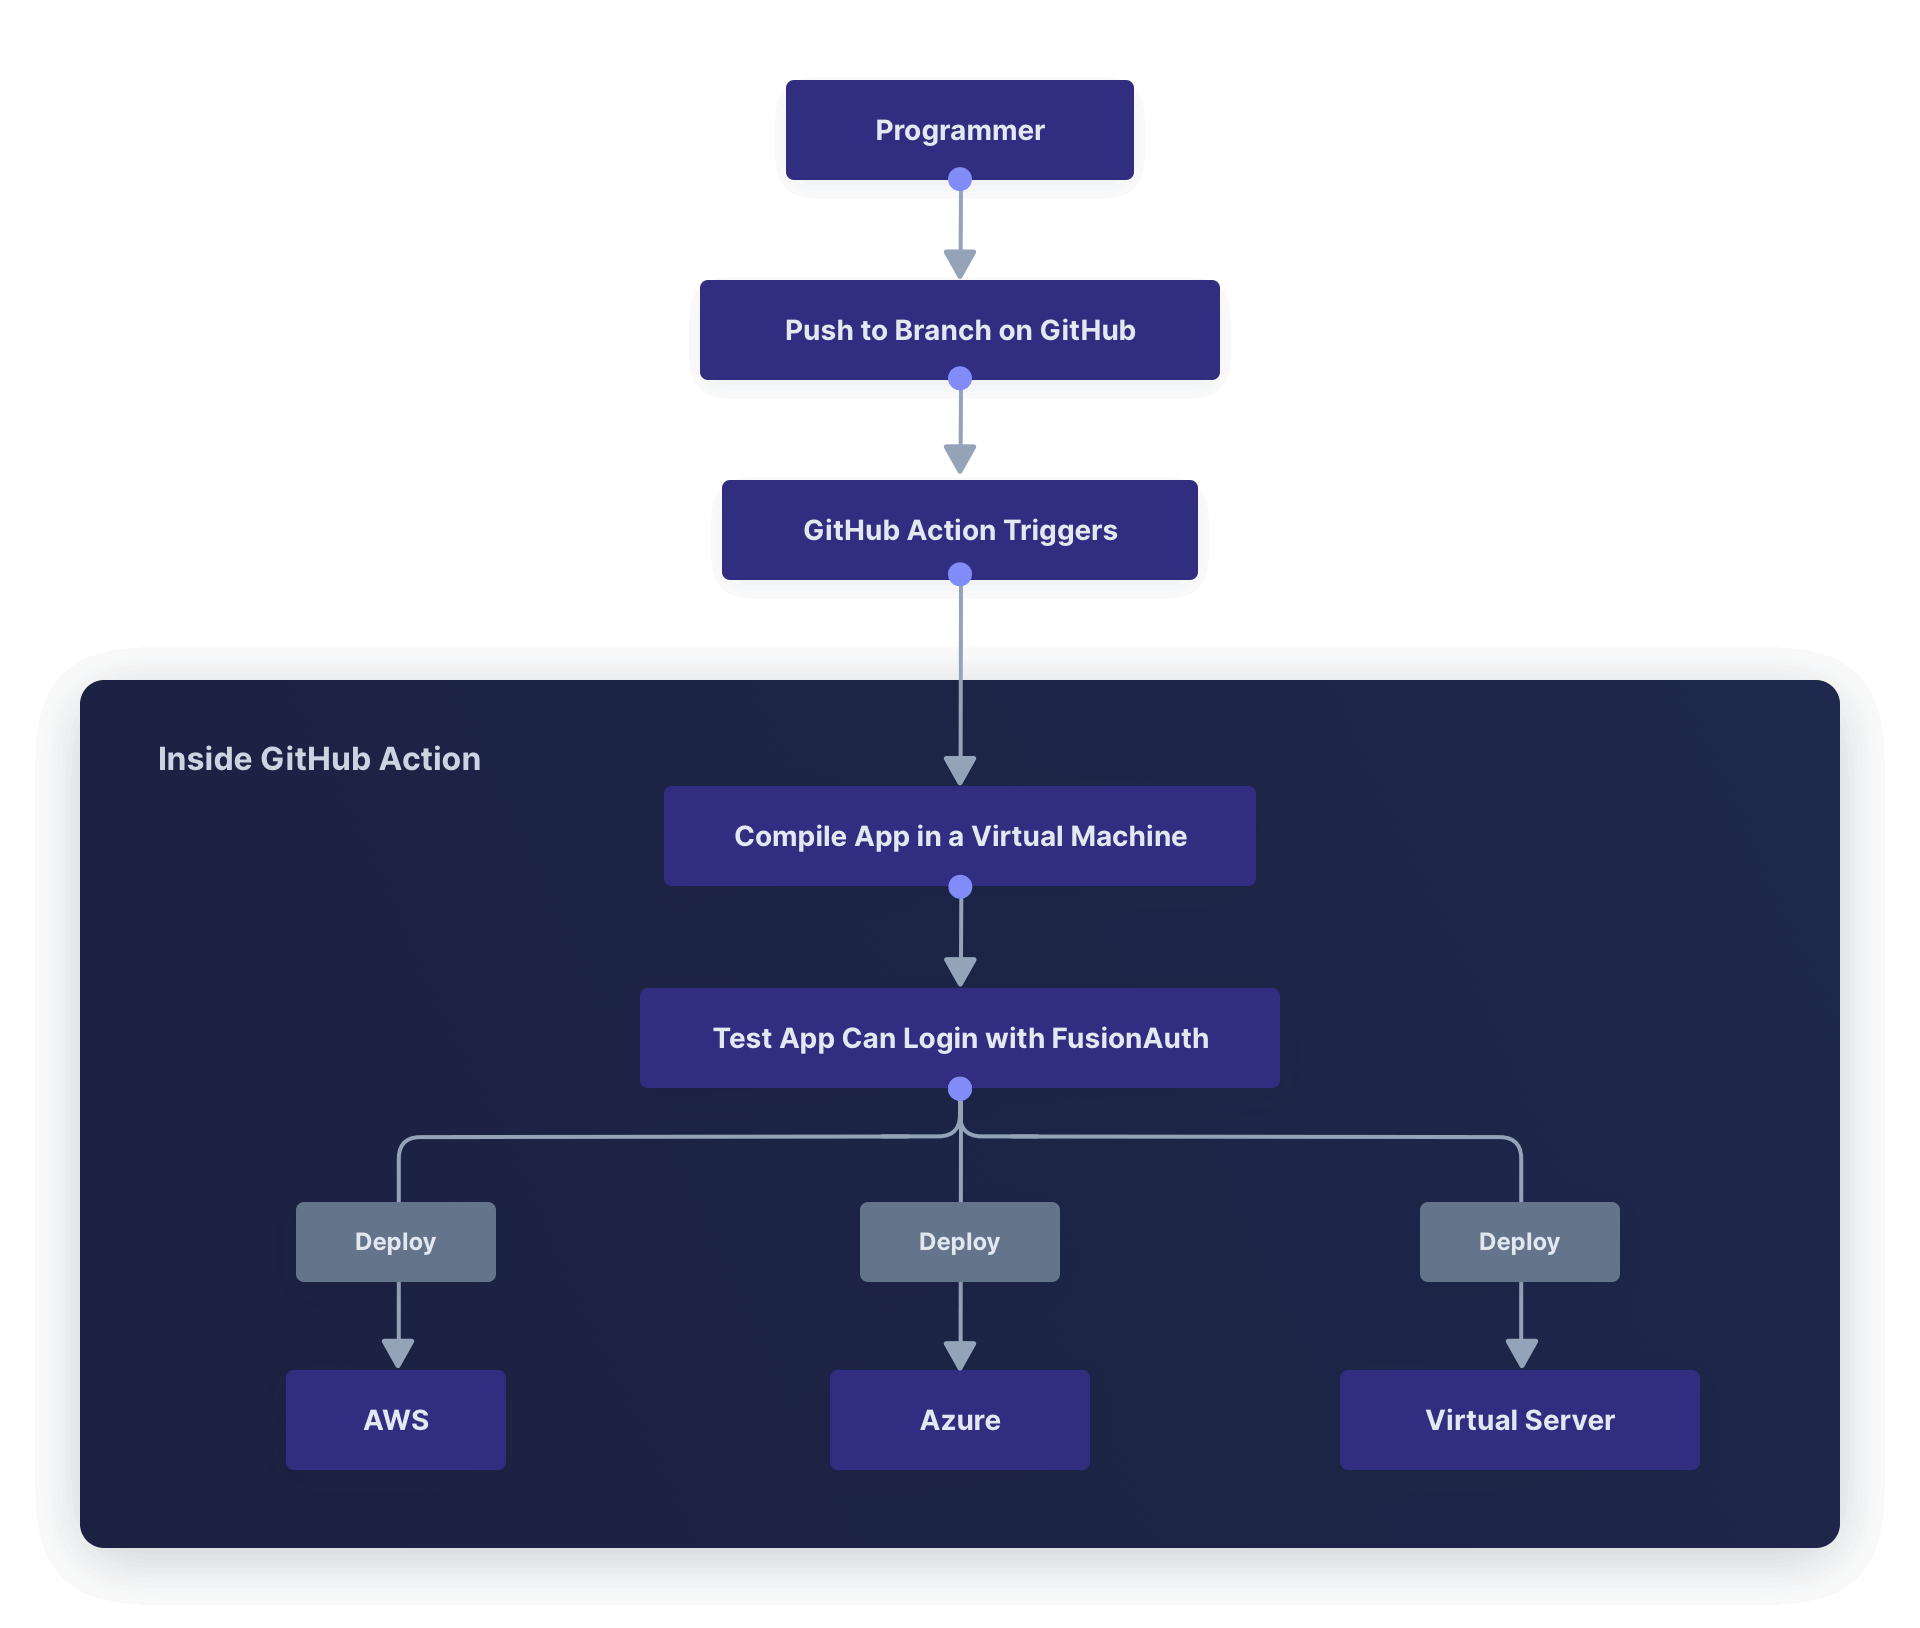 Programmer
Push to Branch on GitHub
GitHub Action Triggers
Inside GitHub Action
Compile App in a Virtual Machine
Test App Can Login with FusionAuth
Deploy
Deploy
Deploy
AWS
Azure
Virtual Server